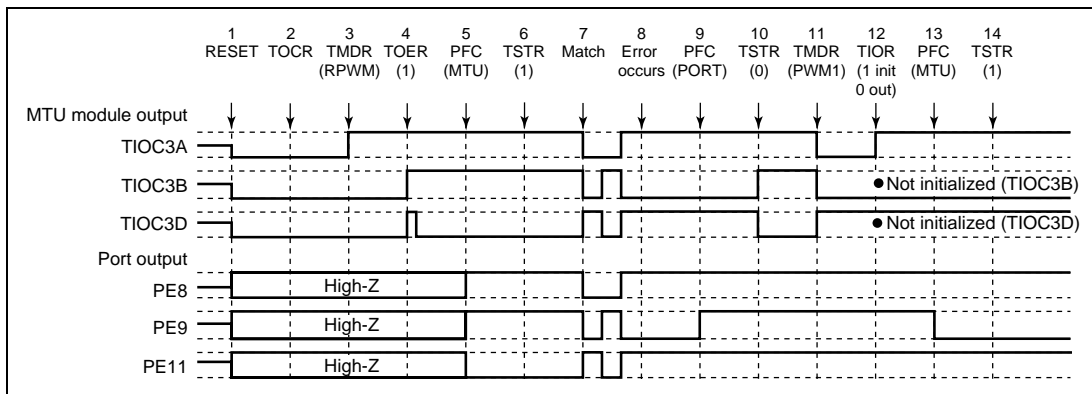 1 2 3 4 5 6 7 8 9 10 11 12 13 14
RESET TOCR TMDR TOER PFC TSTR Match Error PFC TSTR TMDR TIOR PFC TSTR
(RPWM) (1) (MTU) (1) occurs (PORT) (0) (PWM1) (1 init (MTU) (1)
0 out)
MTU module output
TIOC3A
TIOC3B
●Not initialized (TIOC3B)
TIOC3D
●Not initialized (TIOC3D)
Port output
PE8 High-Z
PE9 High-Z
PE11 High-Z